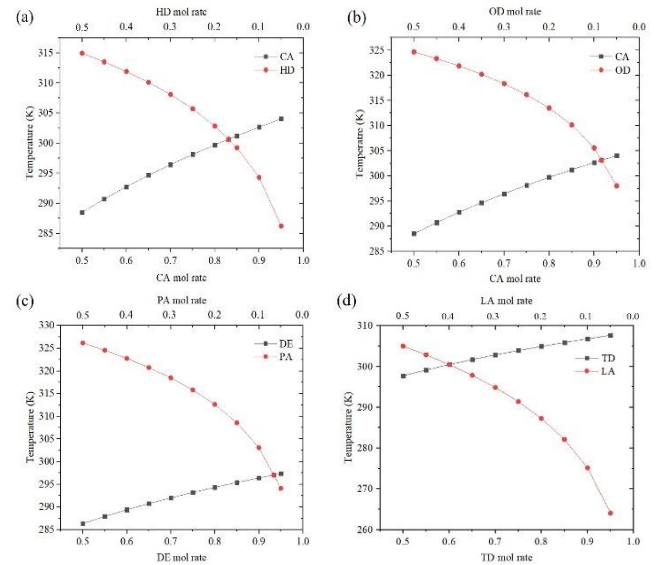 (a)
HD mol rate
0.5 0.4 0.3 0.2 0.1 0.0
CA
HD
315
310
305
300
295
290
285
Temperature (K)
0.5 0.6 0.7 0.8 0.9 1.0
CA mol rate
(b)
OD mol rate
0.5 0.4 0.3 0.2 0.1 0.0
CA
OD
325
320
315
310
305
300
295
290
285
Temperatre (K)
0.5 0.6 0.7 0.8 0.9 1.0
CA mol rate
(c)
PA mol rate
0.5 0.4 0.3 0.2 0.1 0.0
DE
PA
330
325
320
315
310
305
300
295
290
285
Temperature (K)
0.5 0.6 0.7 0.8 0.9 1.0
DE mol rate
(d)
LA mol rate
0.5 0.4 0.3 0.2 0.1 0.0
TD
LA
310
300
290
280
270
260
Temperature (K)
0.5 0.6 0.7 0.8 0.9 1.0
TD mol rate